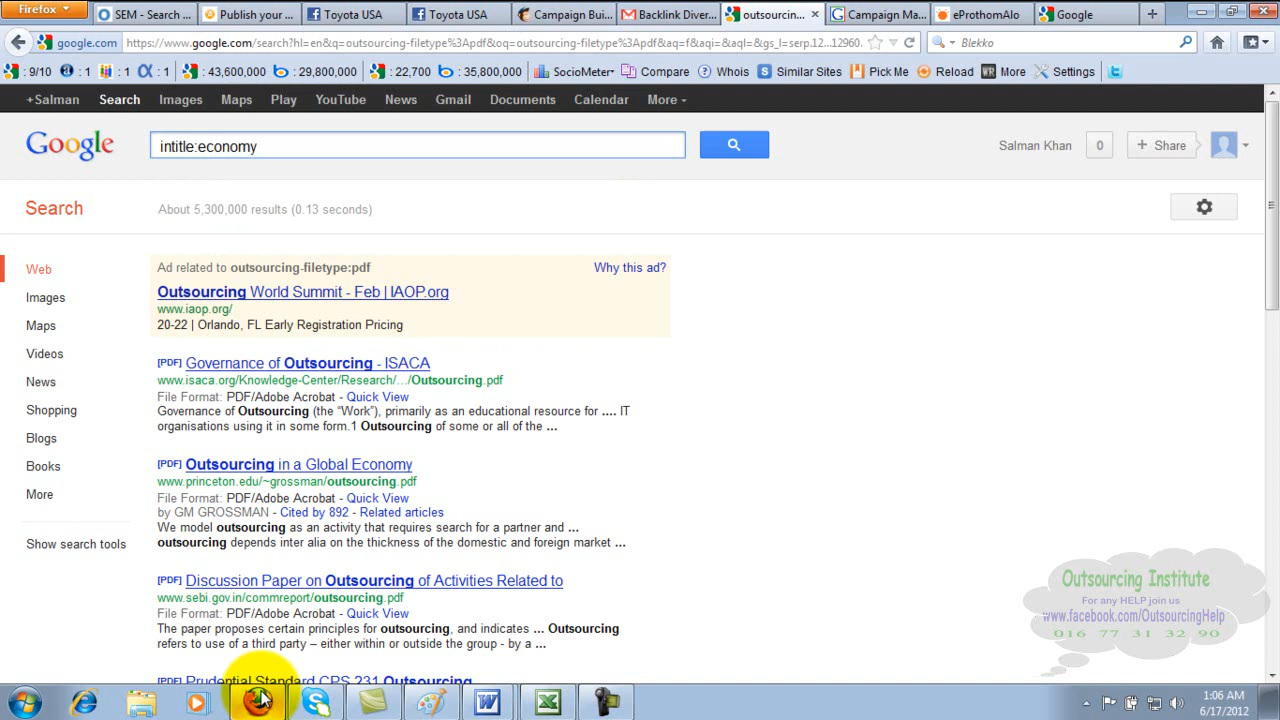 Firefox
SEM - Search ...
Publish your ...
Toyota USA
Toyota USA
Campaign Bui...
Backlink Diver...
outsourcin...
Campaign Ma...
eProthomAlo
Google
google.com
https://www.google.com/search?hl=en&q=outsourcing-filetype%3Apdf&oq=outsourcing-filetype%3Apdf&aq=f&aqi=&aql=&gs_l=serp.12...12960.
Blekko
: 9/10 : 1 : 1 : 1 : 43,600,000 : 29,800,000 : 22,700 : 35,800,000 SocioMeter Compare Whois Similar Sites Pick Me Reload More Settings
+Salman Search Images Maps Play YouTube News Gmail Documents Calendar More
Google
intitle:economy
Salman Khan 0 + Share
Search
About 5,300,000 results (0.13 seconds)
Web
Images
Maps
Videos
News
Shopping
Blogs
Books
More
Show search tools
Ad related to outsourcing-filetype:pdf
Why this ad?
Outsourcing World Summit - Feb | IAOP.org
www.iaop.org/
20-22 | Orlando, FL Early Registration Pricing
[PDF] Governance of Outsourcing - ISACA
www.isaca.org/Knowledge-Center/Research/.../Outsourcing.pdf
File Format: PDF/Adobe Acrobat - Quick View
Governance of Outsourcing (the “Work”), primarily as an educational resource for .... IT
organisations using it in some form.1 Outsourcing of some or all of the ...
[PDF] Outsourcing in a Global Economy
www.princeton.edu/~grossman/outsourcing.pdf
File Format: PDF/Adobe Acrobat - Quick View
by GM GROSSMAN - Cited by 892 - Related articles
We model outsourcing as an activity that requires search for a partner and ...
outsourcing depends inter alia on the thickness of the domestic and foreign market ...
[PDF] Discussion Paper on Outsourcing of Activities Related to
www.sebi.gov.in/commreport/outsourcing.pdf
File Format: PDF/Adobe Acrobat - Quick View
The paper proposes certain principles for outsourcing, and indicates ... Outsourcing
refers to use of a third party – either within or outside the group - by a ...
[PDF] Prudential Standard CPS 231 Outsourcing
Outsourcing Institute
For any HELP join us
www.facebook.com/OutsourcingHelp
016 77 31 32 90
1:06 AM
6/17/2012